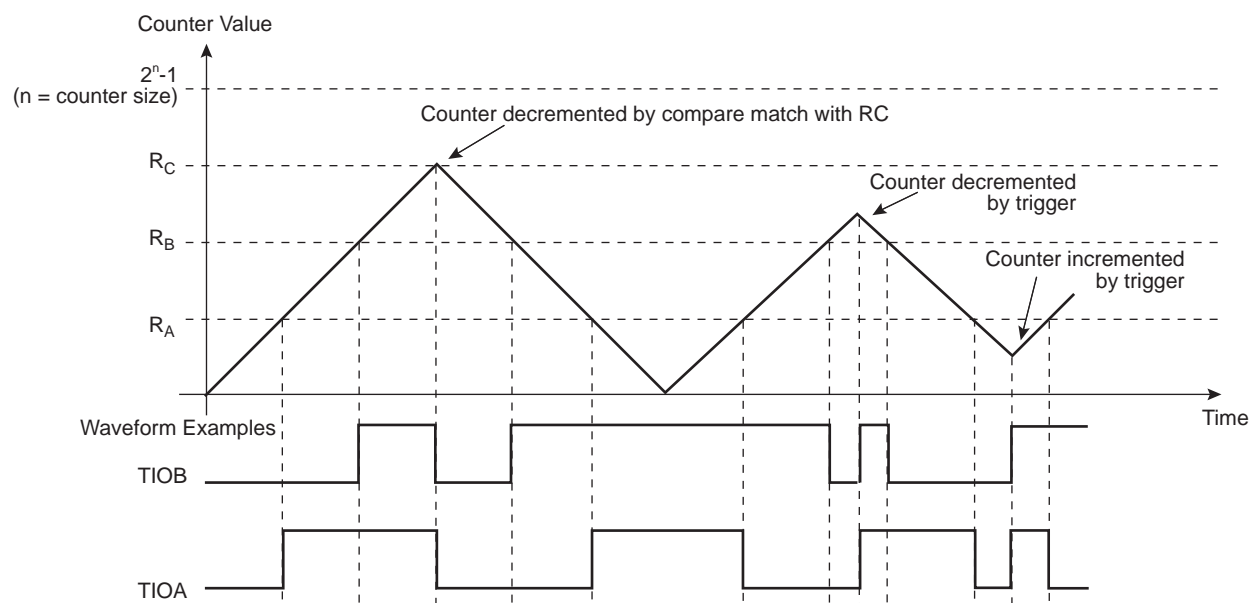 Counter Value
2ⁿ-1
(n = counter size)
Counter decremented by compare match with RC
R_C
Counter decremented
by trigger
R_B
Counter incremented
by trigger
R_A
Time
Waveform Examples
TIOB
TIOA